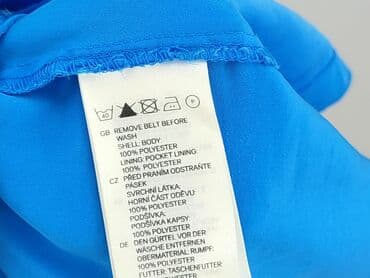 40
P
GB REMOVE BELT BEFORE
WASH
SHELL: BODY:
100% POLYESTER
LINING: POCKET LINING:
100% POLYESTER
CZ PŘED PRANÍM ODSTRAŇTE
PÁSEK
SVRCHNÍ LÁTKA:
HORNÍ ČÁST ODĚVU:
100% POLYESTER
PODŠÍVKA:
PODŠÍVKA KAPSY:
100% POLYESTER
DE DEN GÜRTEL VOR DER
WÄSCHE ENTFERNEN
OBERMATERIAL: RUMPF:
100% POLYESTER
FUTTER: TASCHENFUTTER